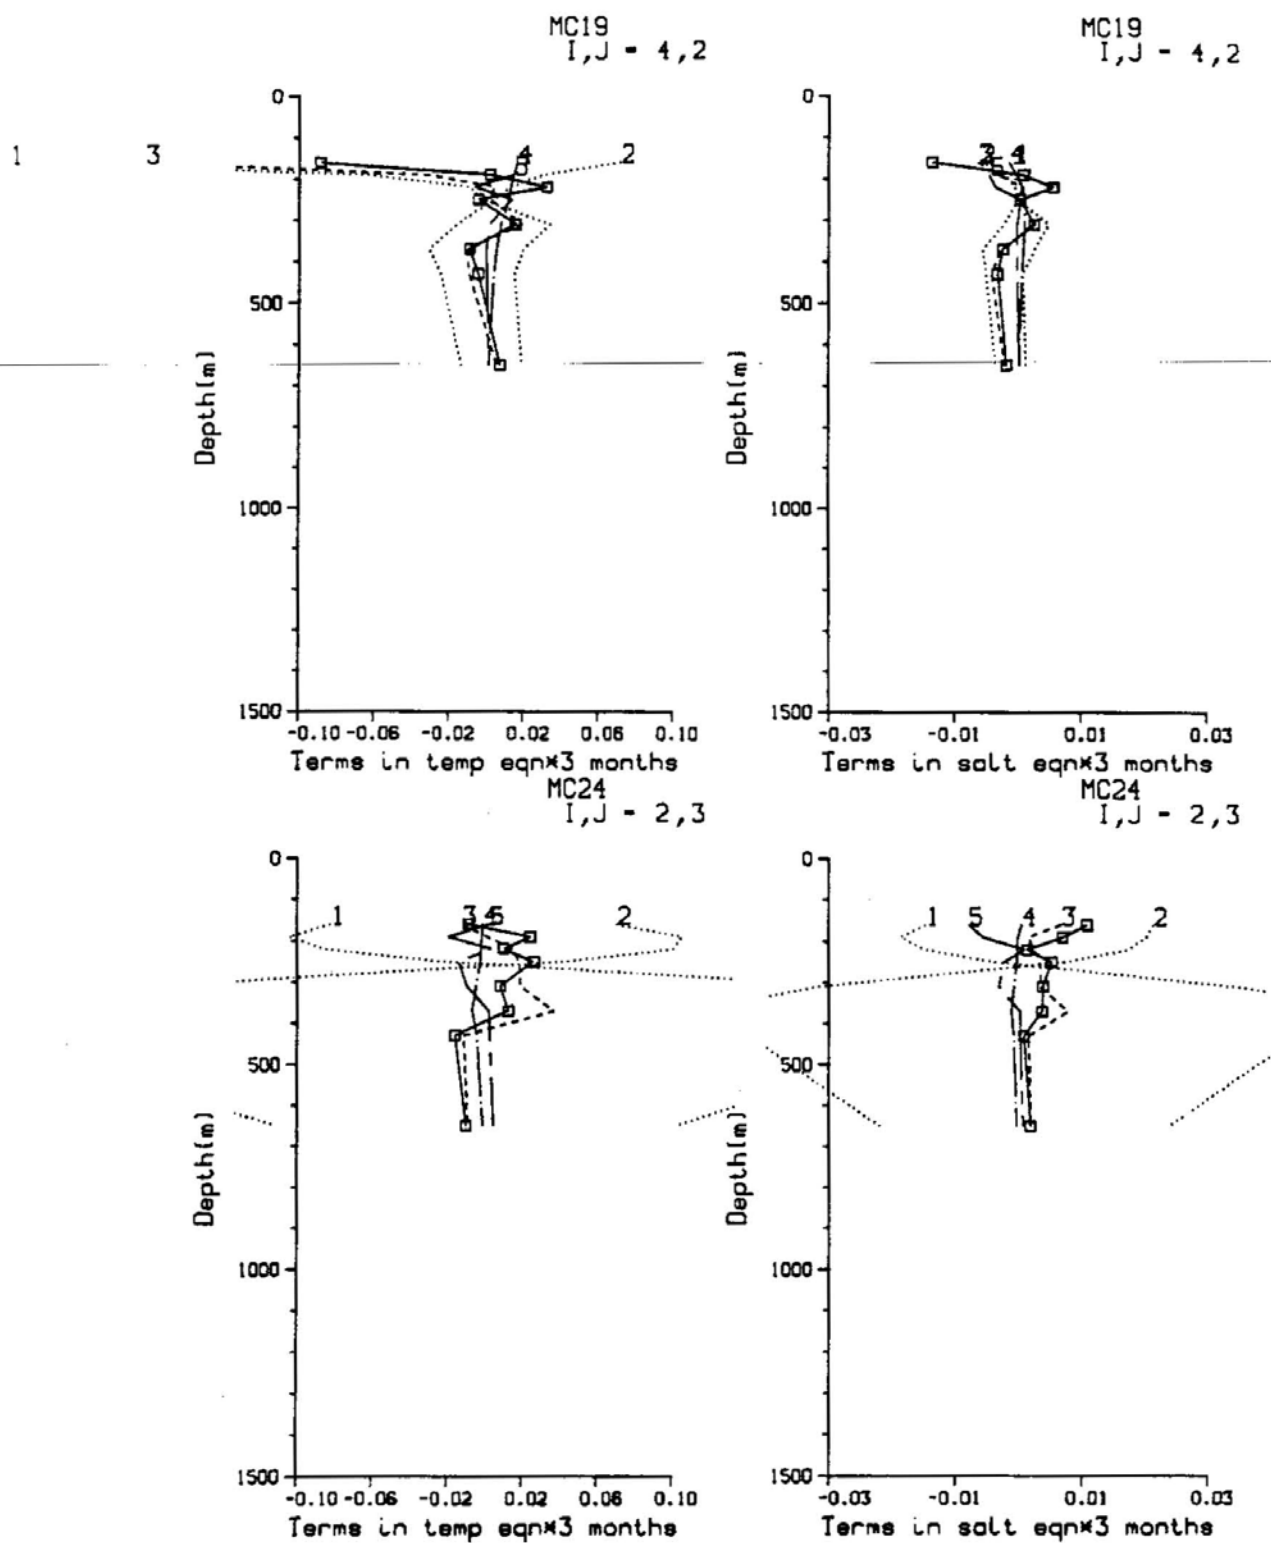 MC19
I,J - 4,2
MC19
I,J - 4,2
1 3 4 2
0
500
1000
1500
Depth(m)
-0.10 -0.06 -0.02 0.02 0.06 0.10
Terms in temp eqn*3 months
0
500
1000
1500
Depth(m)
-0.03 -0.01 0.01 0.03
Terms in salt eqn*3 months
MC24
I,J - 2,3
MC24
I,J - 2,3
1 3 4 5 2
0
500
1000
1500
Depth(m)
-0.10 -0.06 -0.02 0.02 0.06 0.10
Terms in temp eqn*3 months
1 5 4 3 2
0
500
1000
1500
Depth(m)
-0.03 -0.01 0.01 0.03
Terms in salt eqn*3 months